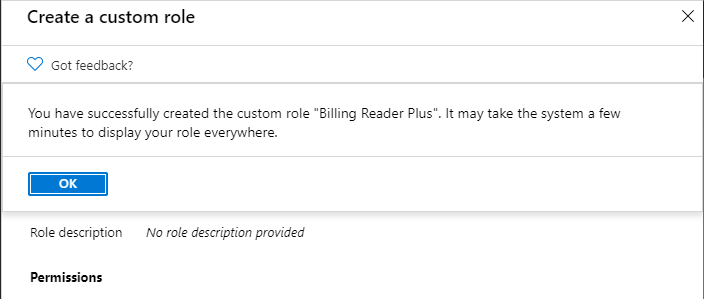 Create a custom role
Got feedback?
You have successfully created the custom role "Billing Reader Plus". It may take the system a few
minutes to display your role everywhere.
OK
Role description No role description provided
Permissions